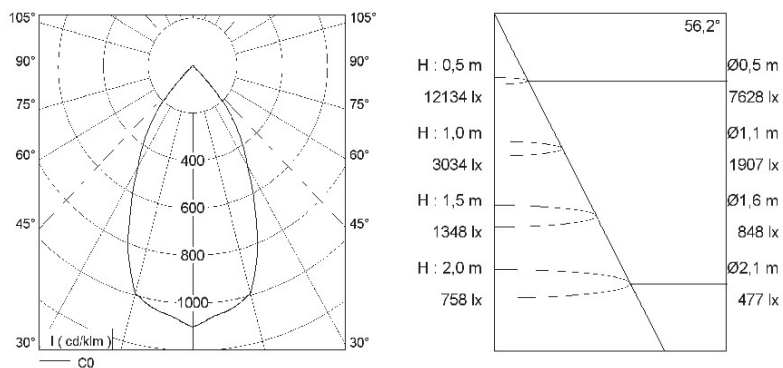 105° 105°
90° 90°
75° 75°
60° 60°
45° 45°
30° 30°
400
600
800
1000
I ( cd/klm )
C0
56,2°
H : 0,5 m Ø0,5 m
12134 lx 7628 lx
H : 1,0 m Ø1,1 m
3034 lx 1907 lx
H : 1,5 m Ø1,6 m
1348 lx 848 lx
H : 2,0 m Ø2,1 m
758 lx 477 lx